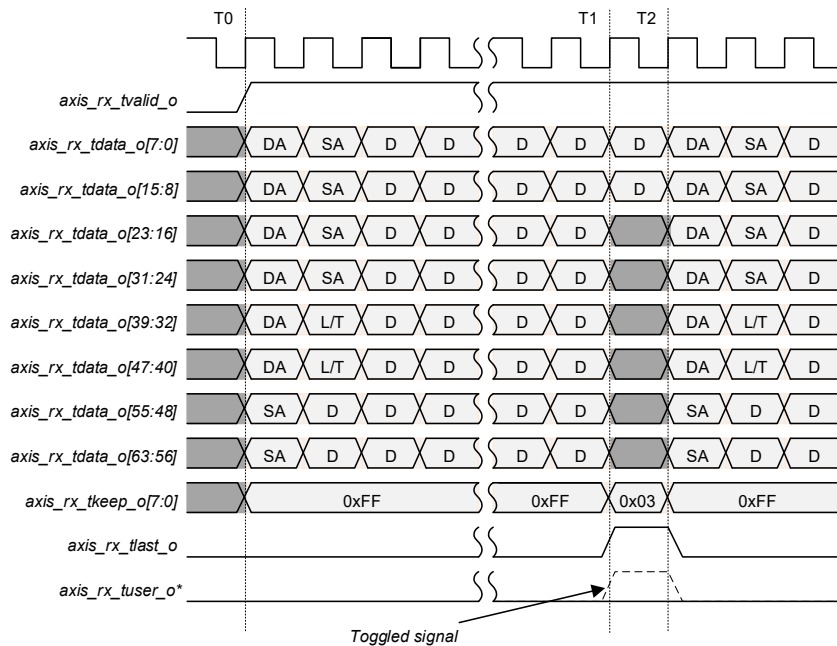 T0 T1 T2
axis_rx_tvalid_o
axis_rx_tdata_o[7:0] DA SA D D D D D DA SA D
axis_rx_tdata_o[15:8] DA SA D D D D D DA SA D
axis_rx_tdata_o[23:16] DA SA D D D D DA SA D
axis_rx_tdata_o[31:24] DA SA D D D D DA SA D
axis_rx_tdata_o[39:32] DA L/T D D D D DA L/T D
axis_rx_tdata_o[47:40] DA L/T D D D D DA L/T D
axis_rx_tdata_o[55:48] SA D D D D D SA D D
axis_rx_tdata_o[63:56] SA D D D D D SA D D
axis_rx_tkeep_o[7:0] 0xFF 0xFF 0x03 0xFF
axis_rx_tlast_o
axis_rx_tuser_o*
Toggled signal